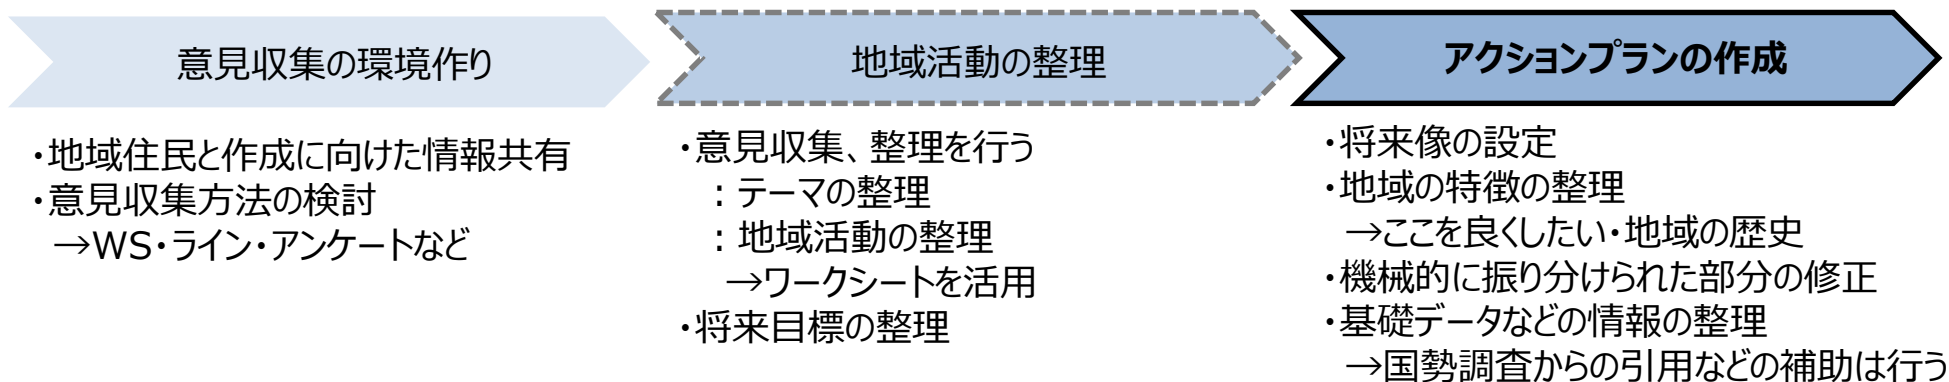 意見収集の環境作り
・地域住民と作成に向けた情報共有
・意見収集方法の検討
→WS・ライン・アンケートなど
地域活動の整理
・意見収集、整理を行う
：テーマの整理
：地域活動の整理
→ワークシートを活用
・将来目標の整理
アクションプランの作成
・将来像の設定
・地域の特徴の整理
→ここを良くしたい・地域の歴史
・機械的に振り分けられた部分の修正
・基礎データなどの情報の整理
→国勢調査からの引用などの補助は行う